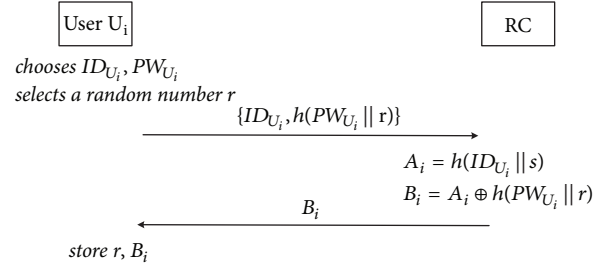 User U_i
RC
chooses ID_{U_i}, PW_{U_i}
selects a random number r
{ID_{U_i}, h(PW_{U_i} || r)}
A_i = h(ID_{U_i} || s)
B_i = A_i ⊕ h(PW_{U_i} || r)
B_i
store r, B_i